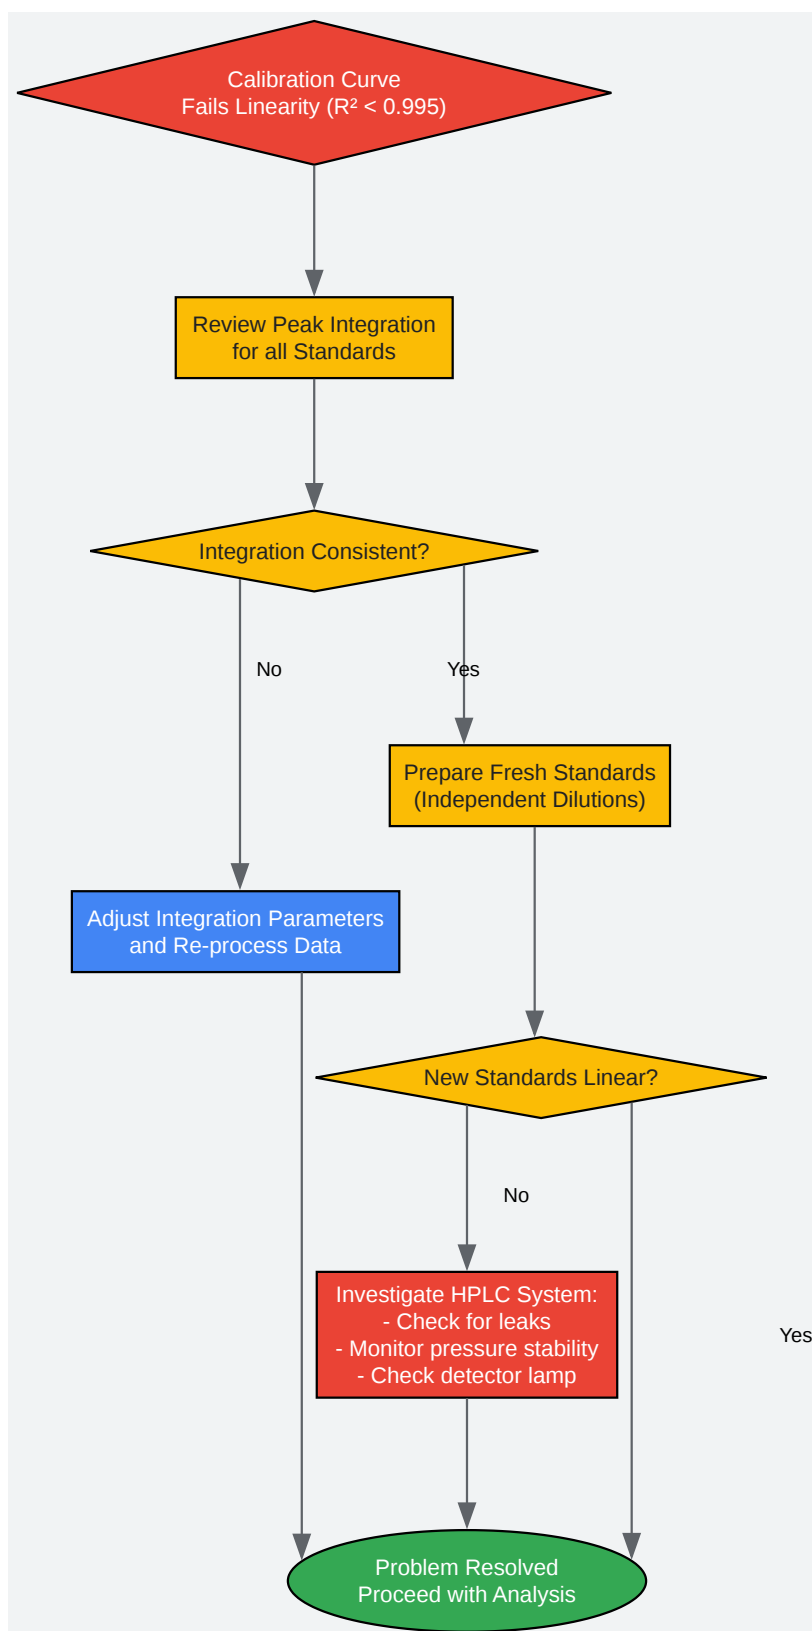 Calibration Curve
Fails Linearity (R² < 0.995)
Review Peak Integration
for all Standards
Integration Consistent?
No
Yes
Prepare Fresh Standards
(Independent Dilutions)
Adjust Integration Parameters
and Re-process Data
New Standards Linear?
No
Investigate HPLC System:
- Check for leaks
- Monitor pressure stability
- Check detector lamp
Yes
Problem Resolved
Proceed with Analysis